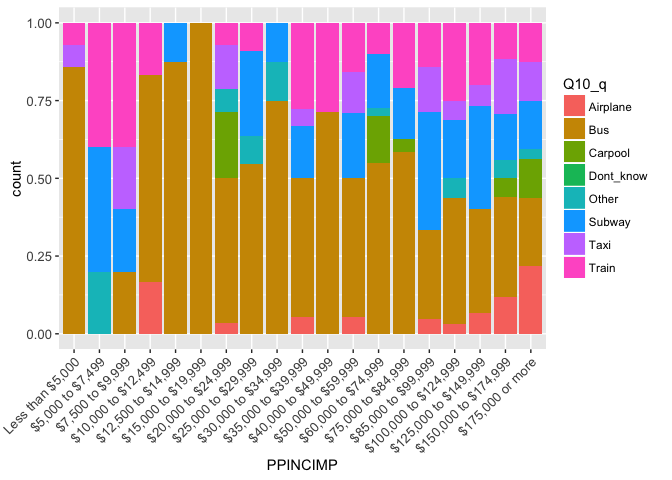 1.00
0.75
0.50
0.25
0.00
count
Less than $5,000
$5,000 to $7,499
$7,500 to $9,999
$10,000 to $12,499
$12,500 to $14,999
$15,000 to $19,999
$20,000 to $24,999
$25,000 to $29,999
$30,000 to $34,999
$35,000 to $39,999
$40,000 to $49,999
$50,000 to $59,999
$60,000 to $74,999
$75,000 to $84,999
$85,000 to $99,999
$100,000 to $124,999
$125,000 to $149,999
$150,000 to $174,999
$175,000 or more
PPINCIMP
Q10_q
Airplane
Bus
Carpool
Dont_know
Other
Subway
Taxi
Train